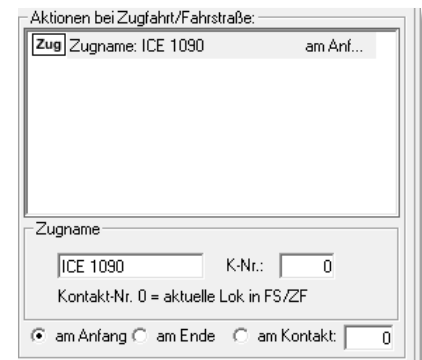 Aktionen bei Zugfahrt/Fahrstraße:
Zug Zugname: ICE 1090 am Anf...
Zugname
ICE 1090 K-Nr.: 0
Kontakt-Nr. 0 = aktuelle Lok in FS/ZF
am Anfang am Ende am Kontakt: 0